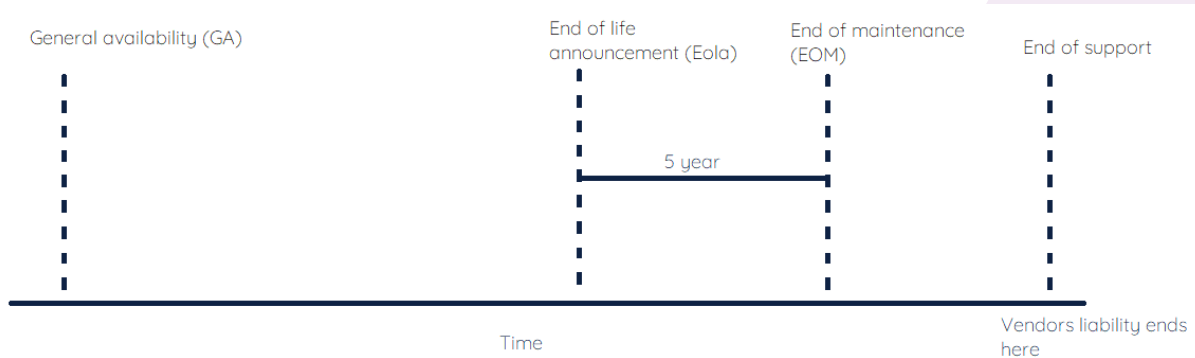 General availability (GA)
End of life
announcement (Eola)
End of maintenance
(EOM)
End of support
5 year
Time
Vendors liability ends
here